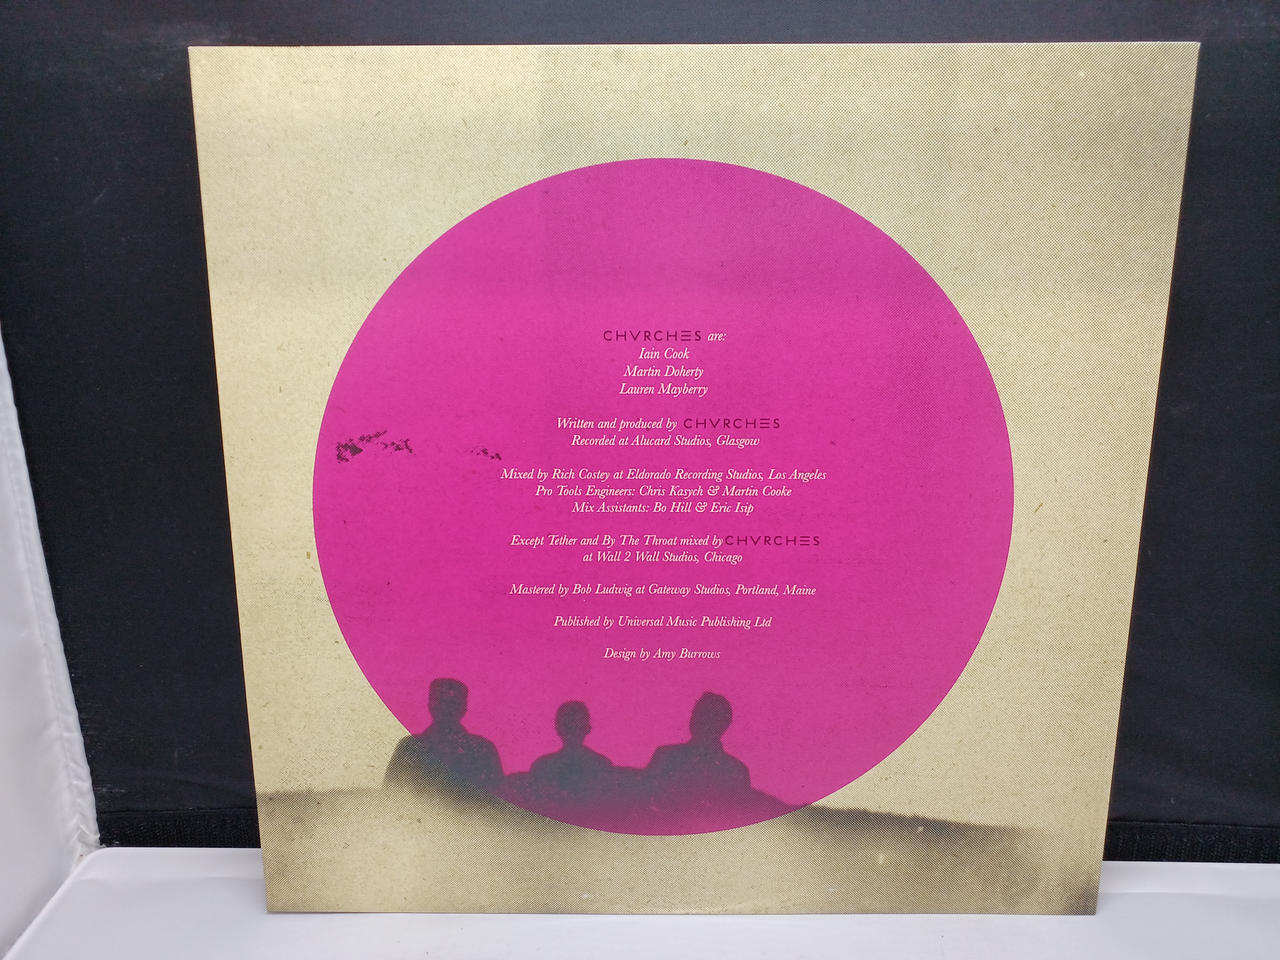 CHVRCHES are:
Iain Cook
Martin Doherty
Lauren Mayberry
Written and produced by CHVRCHES
Recorded at Alucard Studios, Glasgow
Mixed by Rich Costey at Eldorado Recording Studios, Los Angeles
Pro Tools Engineers: Chris Kasych & Martin Cooke
Mix Assistants: Bo Hill & Eric Isip
Except Tether and By The Throat mixed by CHVRCHES
at Wall 2 Wall Studios, Chicago
Mastered by Bob Ludwig at Gateway Studios, Portland, Maine
Published by Universal Music Publishing Ltd
Design by Amy Burrows